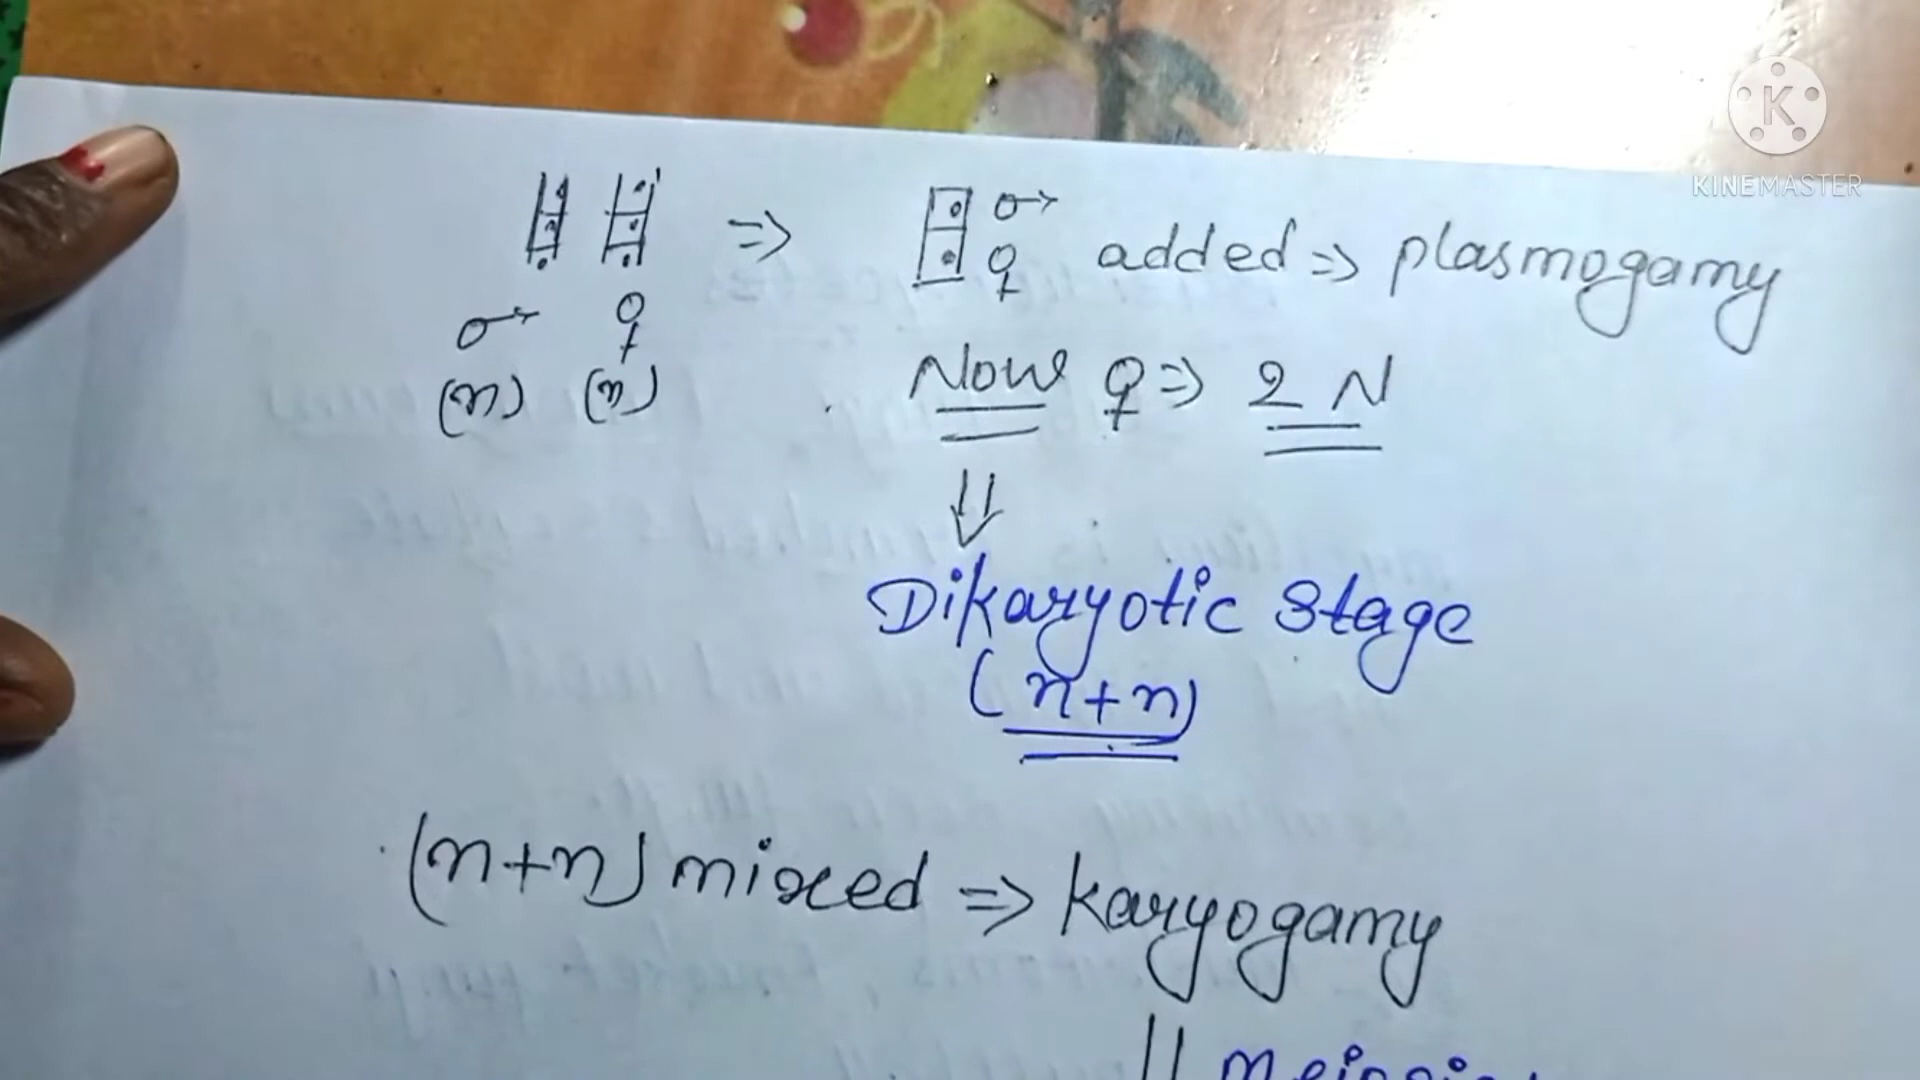 K
KINEMASTER
⇒ ♂ ♀ added ⇒ plasmogamy
♂ ♀
(n) (n)
Now ♀ ⇒ 2 N
⇓
Dikaryotic Stage
(n+n)
(n+n) mixed ⇒ Karyogamy